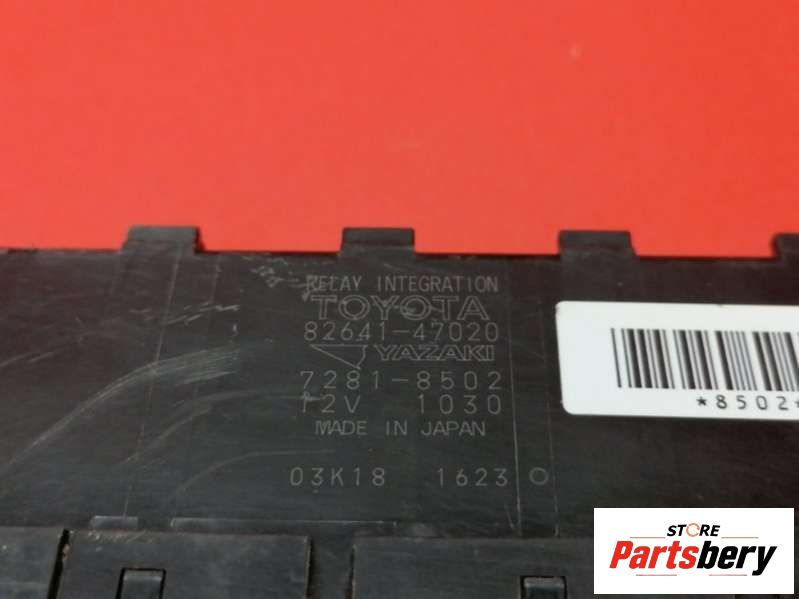 RELAY INTEGRATION
TOYOTA
82641-47020
YAZAKI
7281-8502
12V 1030
MADE IN JAPAN
03K18 1623
*8502*
STORE
Partsbery